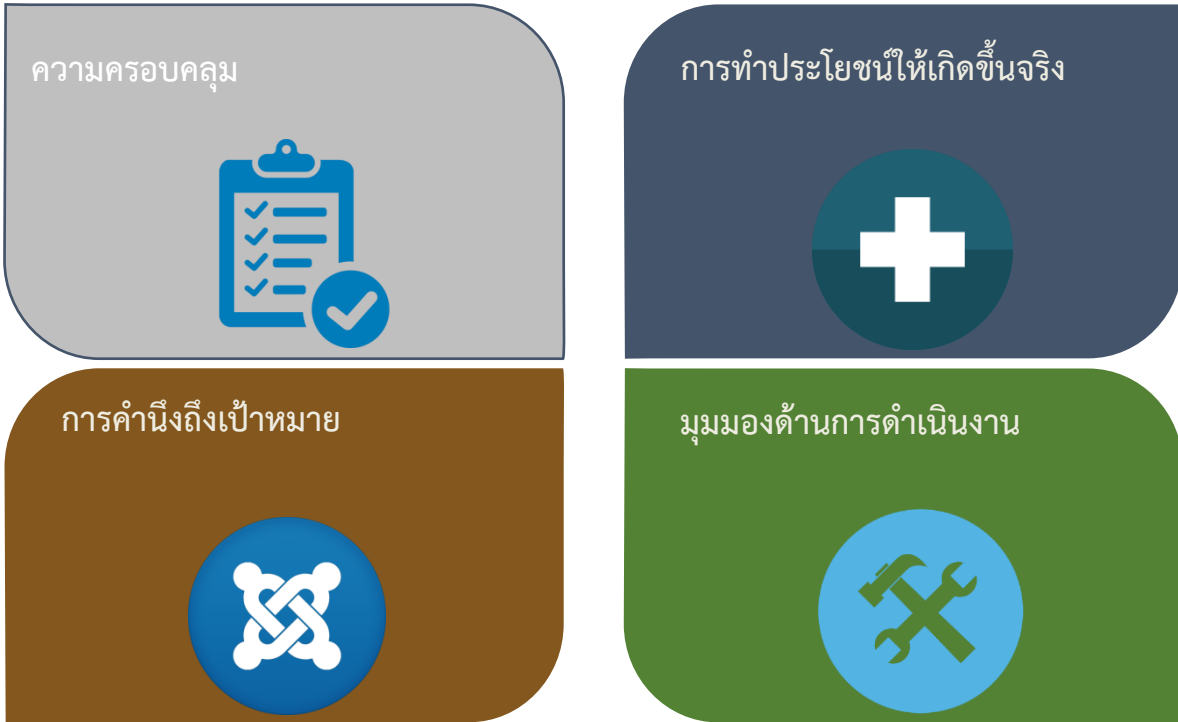 ความครอบคลุม
การทำประโยชน์ให้เกิดขึ้นจริง
การคำนึงถึงเป้าหมาย
มุมมองด้านการดำเนินงาน